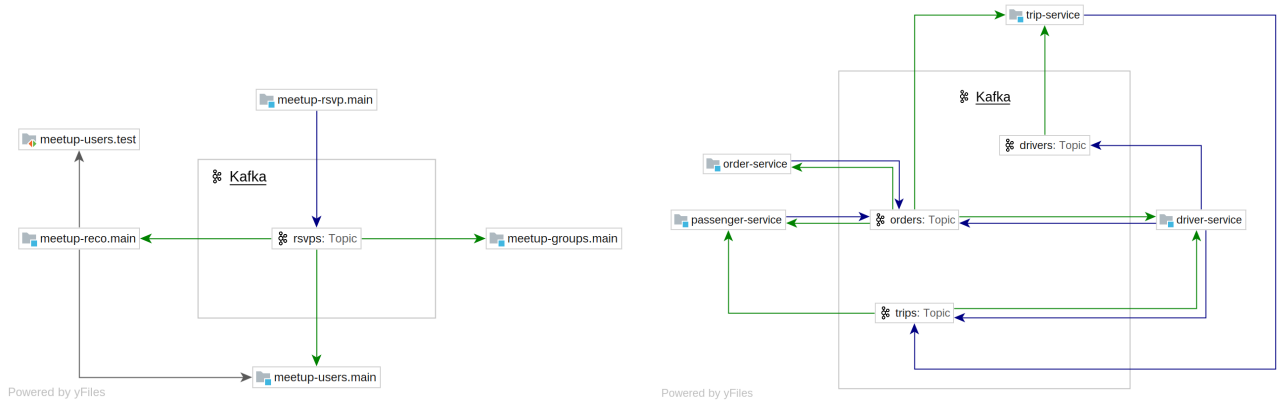 meetup-rsvp.main
meetup-users.test
Kafka
meetup-reco.main
rsvps: Topic
meetup-groups.main
meetup-users.main
Powered by yFiles
trip-service
Kafka
drivers: Topic
order-service
passenger-service
orders: Topic
driver-service
trips: Topic
Powered by yFiles